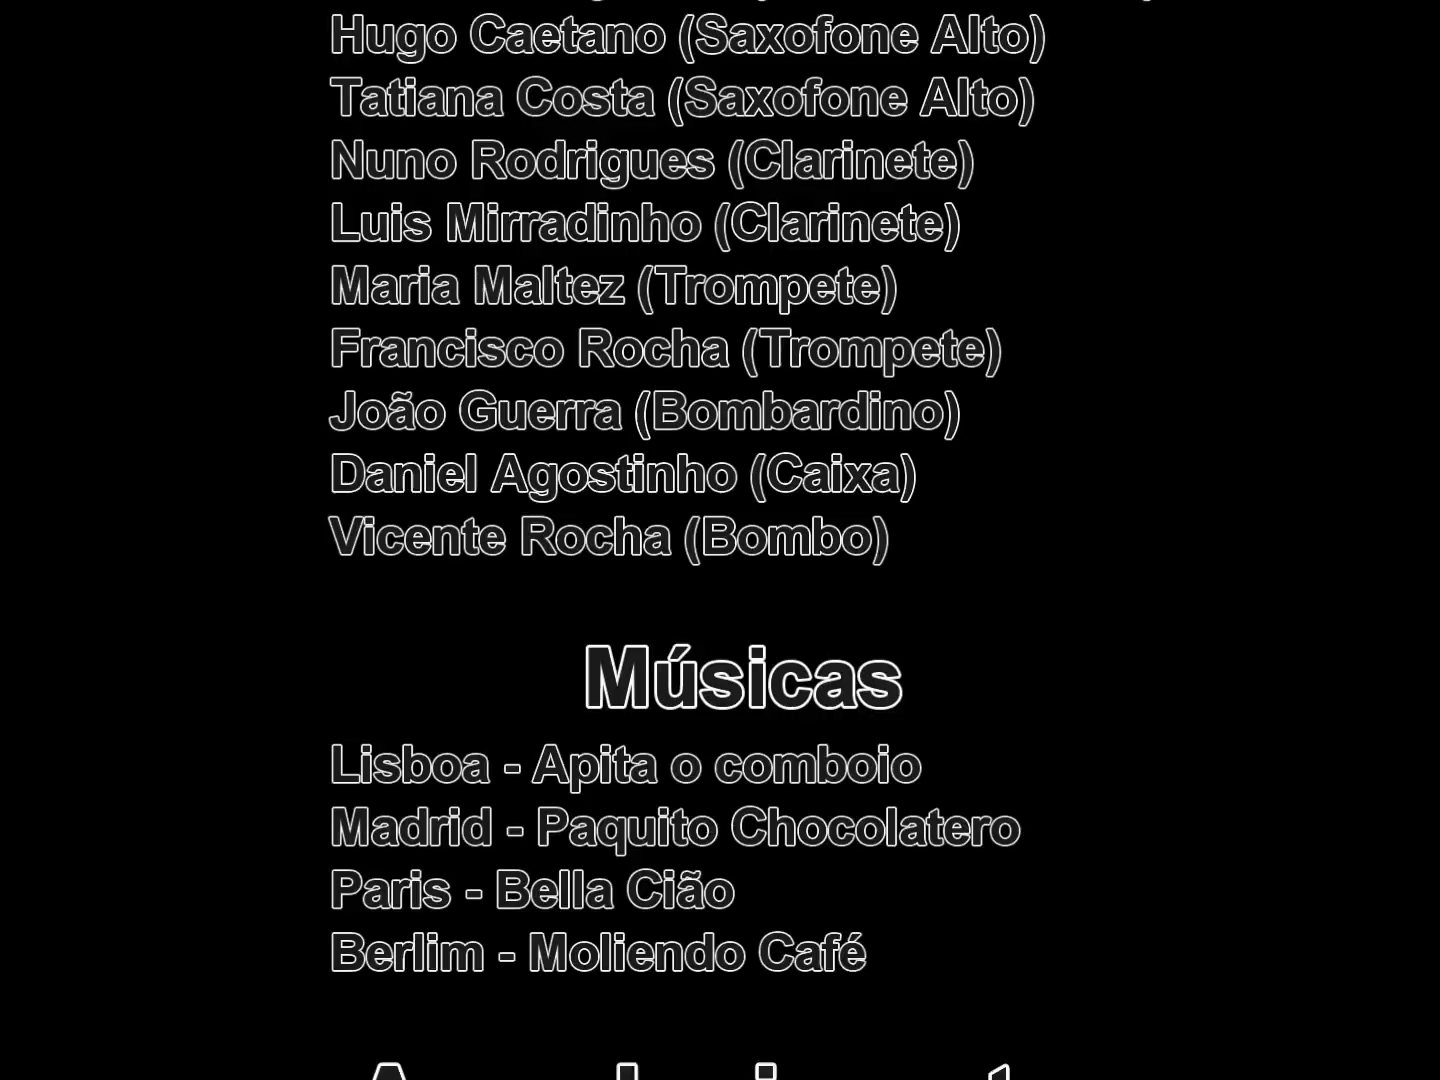 Hugo Caetano (Saxofone Alto)
Tatiana Costa (Saxofone Alto)
Nuno Rodrigues (Clarinete)
Luis Mirradinho (Clarinete)
Maria Maltez (Trompete)
Francisco Rocha (Trompete)
João Guerra (Bombardino)
Daniel Agostinho (Caixa)
Vicente Rocha (Bombo)
Músicas
Lisboa - Apita o comboio
Madrid - Paquito Chocolatero
Paris - Bella Cião
Berlim - Moliendo Café